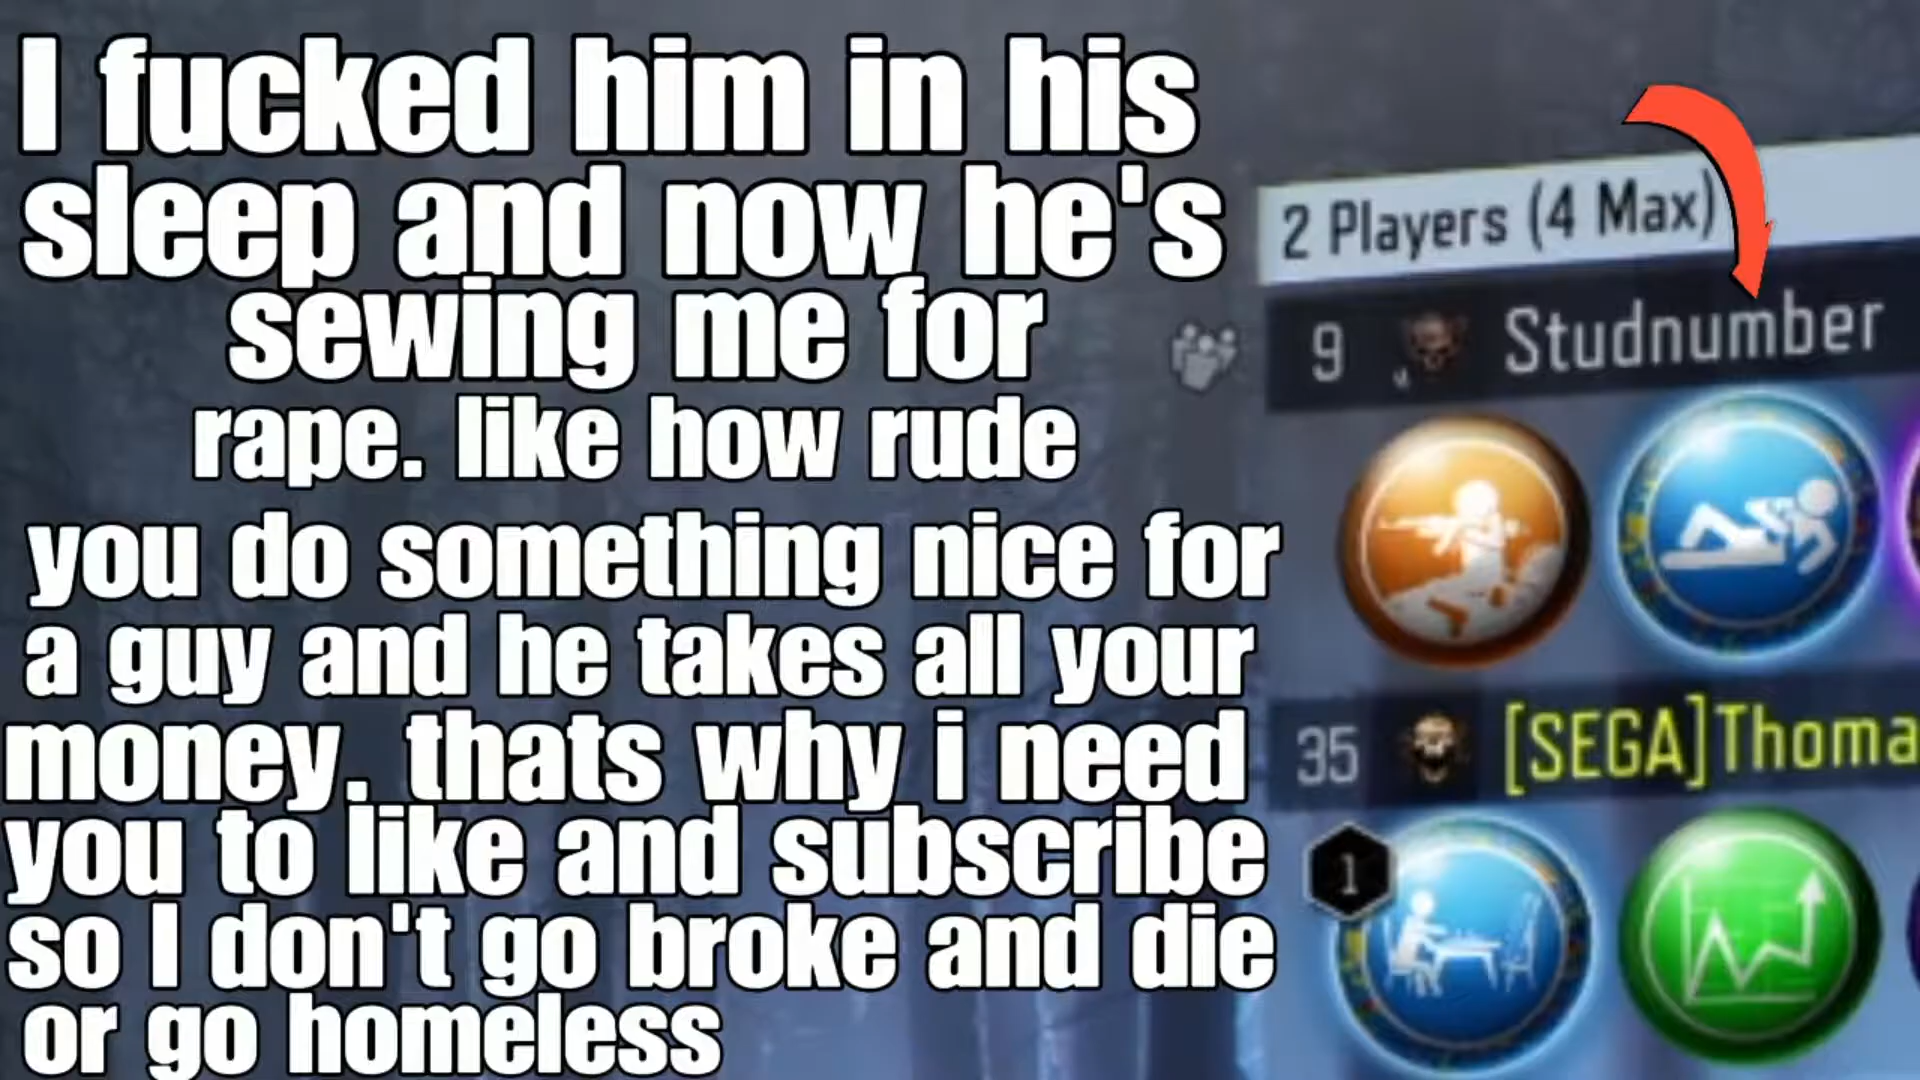 I fucked him in his
sleep and now he's
sewing me for
rape. like how rude
you do something nice for
a guy and he takes all your
money. thats why i need
you to like and subscribe
so I don't go broke and die
or go homeless
2 Players (4 Max)
9 Studnumber
35 [SEGA]Thoma
1